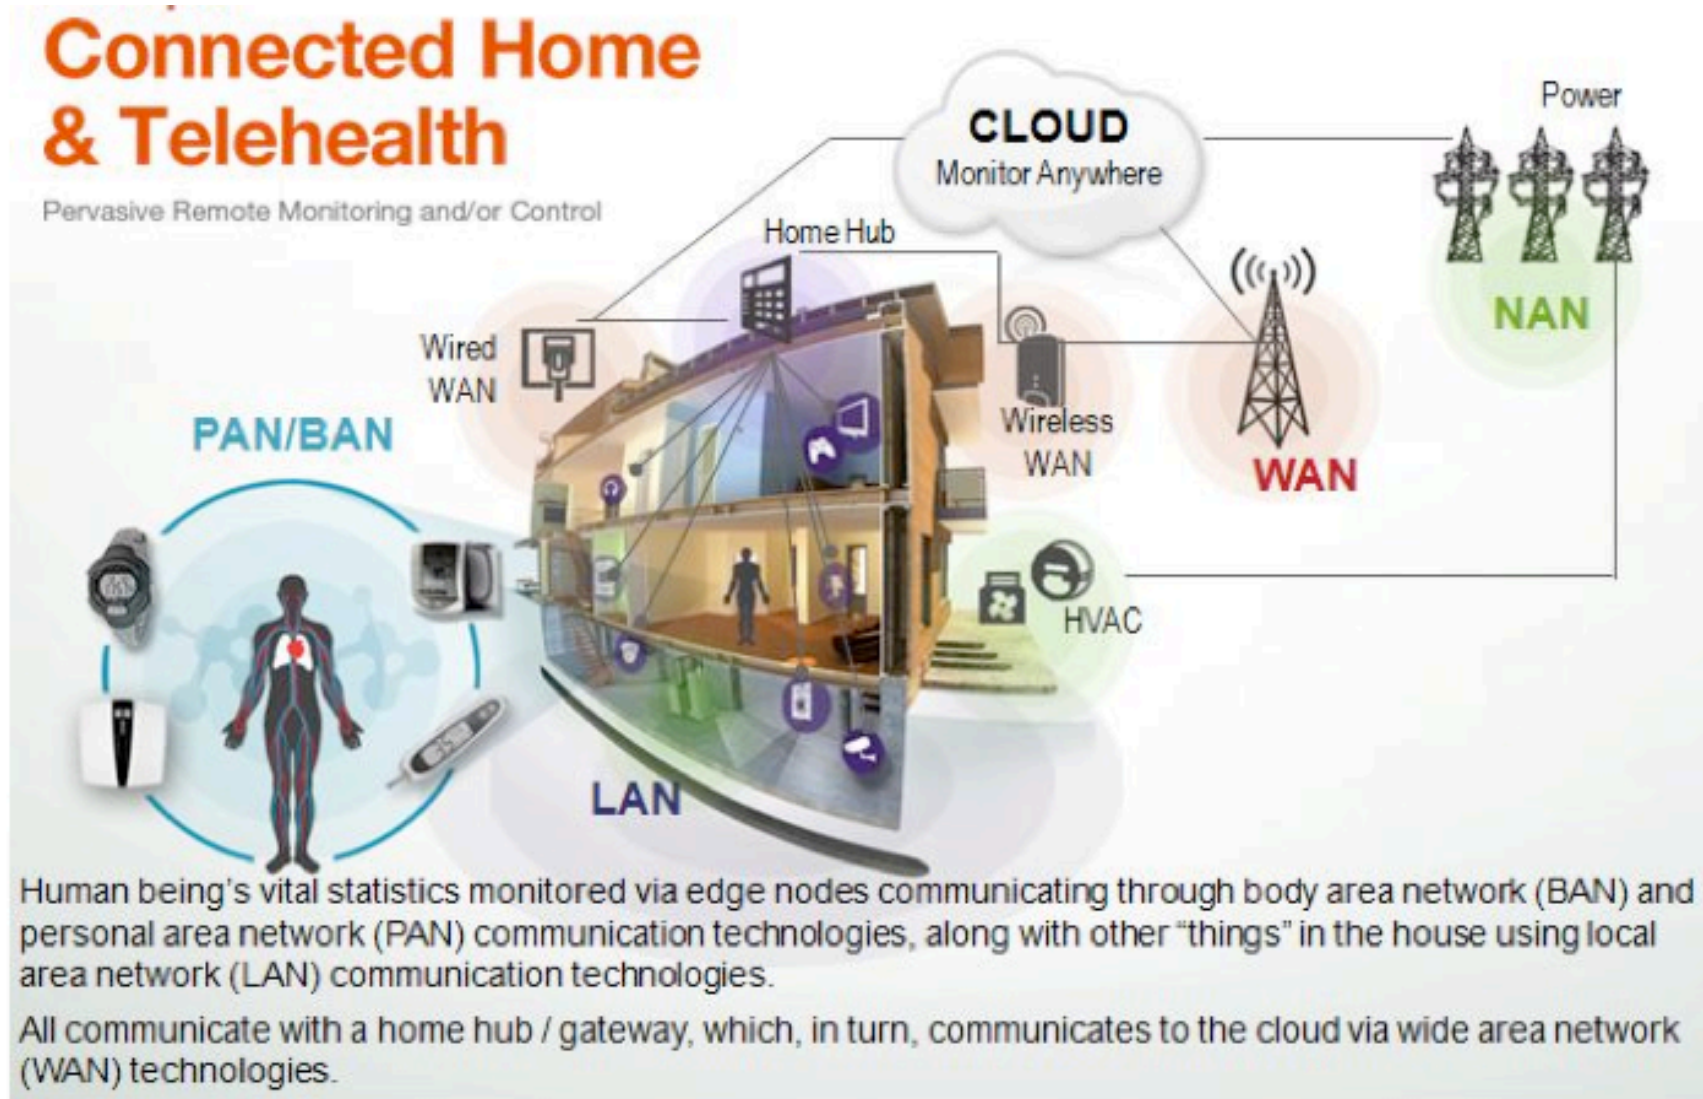 Connected Home
& Telehealth
Pervasive Remote Monitoring and/or Control
CLOUD
Monitor Anywhere
Power
Home Hub
NAN
Wired
WAN
Wireless
WAN
WAN
PAN/BAN
HVAC
LAN
Human being's vital statistics monitored via edge nodes communicating through body area network (BAN) and
personal area network (PAN) communication technologies, along with other “things” in the house using local
area network (LAN) communication technologies.
All communicate with a home hub / gateway, which, in turn, communicates to the cloud via wide area network
(WAN) technologies.